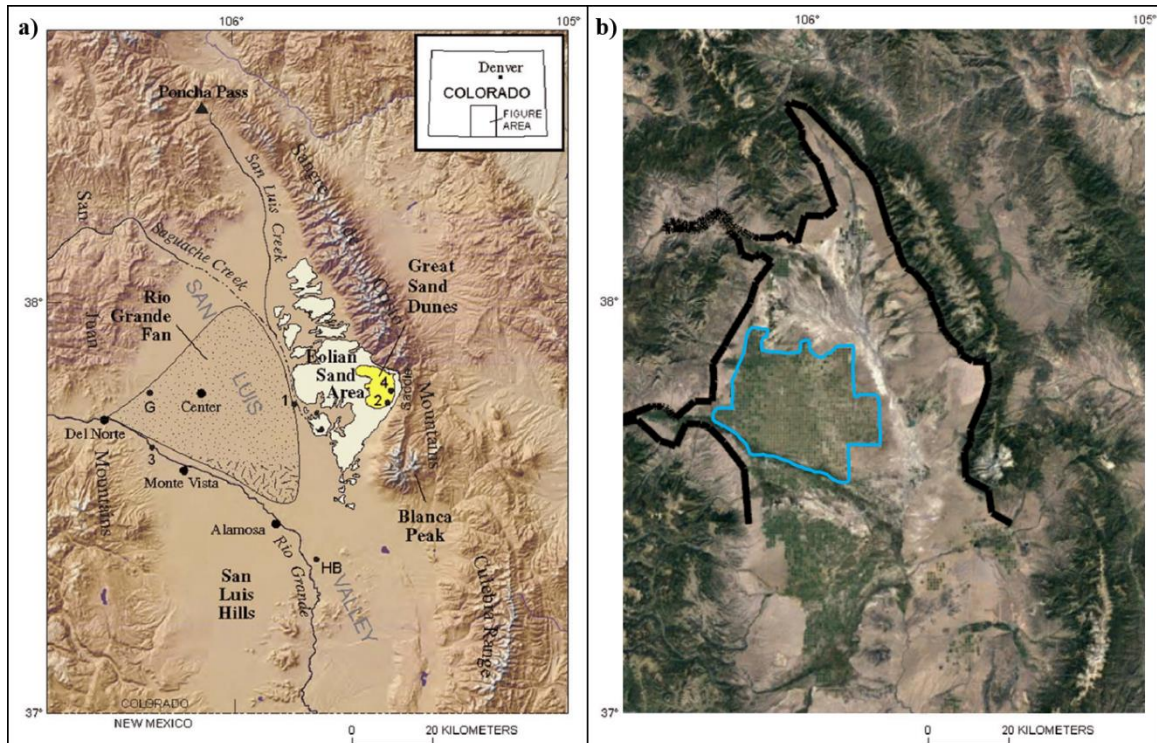 a)
106°
105°
Denver
COLORADO
FIGURE
AREA
Poncha Pass
San Luis
Creek
Sangre
de
Cristo
San
Saguache Creek
Great
Sand
Dunes
38°
Rio
Grande
Fan
SAN
Juan
LUIS
Eolian
Sand
Area
4
2
1
G
Center
Del Norte
3
Mountains
Monte Vista
Mountains
Blanca
Peak
Alamosa
Rio
Grande
HB
VALLEY
San
Luis
Hills
Culebra Range
COLORADO
NEW MEXICO
37°
0
20 KILOMETERS
b)
106°
105°
38°
37°
0
20 KILOMETERS